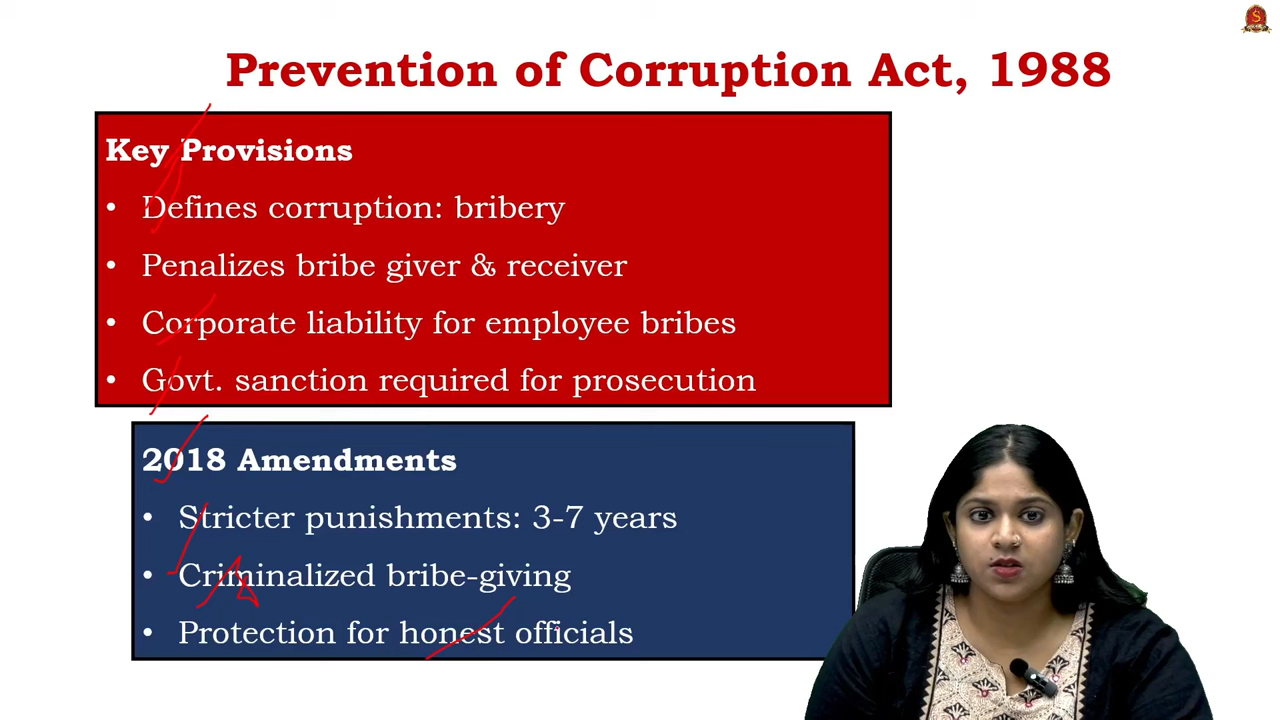 Prevention of Corruption Act, 1988
Key Provisions
• Defines corruption: bribery
• Penalizes bribe giver & receiver
• Corporate liability for employee bribes
• Govt. sanction required for prosecution
2018 Amendments
• Stricter punishments: 3-7 years
• Criminalized bribe-giving
• Protection for honest officials